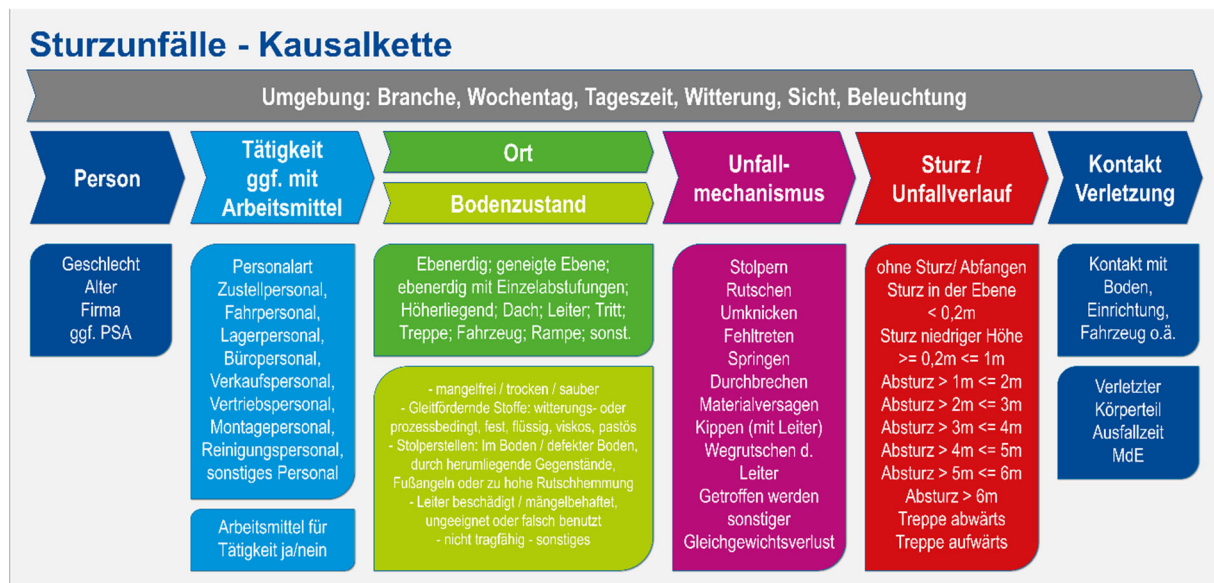 Sturzunfälle - Kausalkette
Umgebung: Branche, Wochentag, Tageszeit, Witterung, Sicht, Beleuchtung
Person
Tätigkeit
ggf. mit
Arbeitsmittel
Ort
Bodenzustand
Unfall-
mechanismus
Sturz /
Unfallverlauf
Kontakt
Verletzung
Geschlecht
Alter
Firma
ggf. PSA
Personalart
Zustellpersonal,
Fahrpersonal,
Lagerpersonal,
Büropersonal,
Verkaufspersonal,
Vertriebspersonal,
Montagepersonal,
Reinigungspersonal,
sonstiges Personal
Arbeitsmittel für
Tätigkeit ja/nein
Ebenerdig; geneigte Ebene;
ebenerdig mit Einzelabstufungen;
Höherliegend; Dach; Leiter; Tritt;
Treppe; Fahrzeug; Rampe; sonst.
- mangelfrei / trocken / sauber
- Gleitfördernde Stoffe: witterungs- oder
prozessbedingt, fest, flüssig, viskos, pastös
- Stolperstellen: Im Boden / defekter Boden,
durch herumliegende Gegenstände,
Fußangeln oder zu hohe Rutschhemmung
- Leiter beschädigt / mängelbehaftet,
ungeeignet oder falsch benutzt
- nicht tragfähig - sonstiges
Stolpern
Rutschen
Umknicken
Fehltreten
Springen
Durchbrechen
Materialversagen
Kippen (mit Leiter)
Wegrutschen d.
Leiter
Getroffen werden
sonstiger
Gleichgewichtsverlust
ohne Sturz/ Abfangen
Sturz in der Ebene
< 0,2m
Sturz niedriger Höhe
>= 0,2m <= 1m
Absturz > 1m <= 2m
Absturz > 2m <= 3m
Absturz > 3m <= 4m
Absturz > 4m <= 5m
Absturz > 5m <= 6m
Absturz > 6m
Treppe abwärts
Treppe aufwärts
Kontakt mit
Boden,
Einrichtung,
Fahrzeug o.ä.
Verletzter
Körperteil
Ausfallzeit
MdE